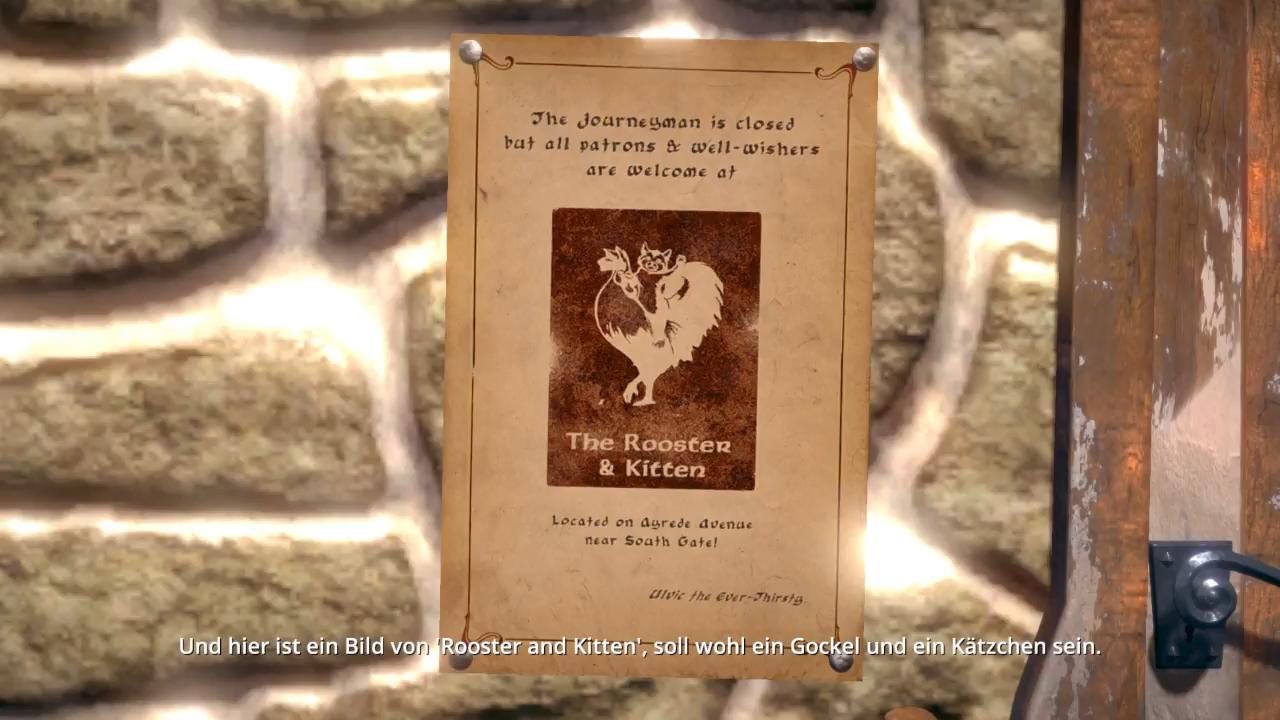 The Journeyman is closed
but all patrons & well-wishers
are welcome at
The Rooster
& Kitten
Located on Ayrede Avenue
near South Gate!
Ulvic the Ever-Thirsty
Und hier ist ein Bild von 'Rooster and Kitten', soll wohl ein Gockel und ein Kätzchen sein.